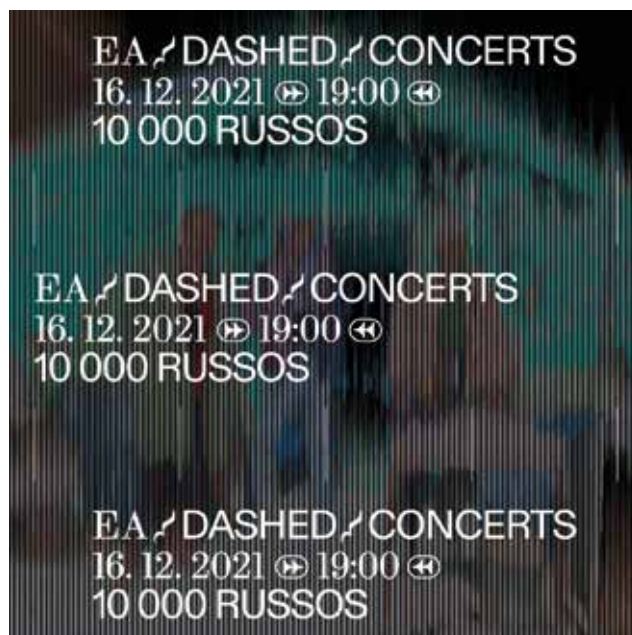 EA / DASHED / CONCERTS
16. 12. 2021 ⏩ 19:00 ⏪
10 000 RUSSOS
EA / DASHED / CONCERTS
16. 12. 2021 ⏩ 19:00 ⏪
10 000 RUSSOS
EA / DASHED / CONCERTS
16. 12. 2021 ⏩ 19:00 ⏪
10 000 RUSSOS